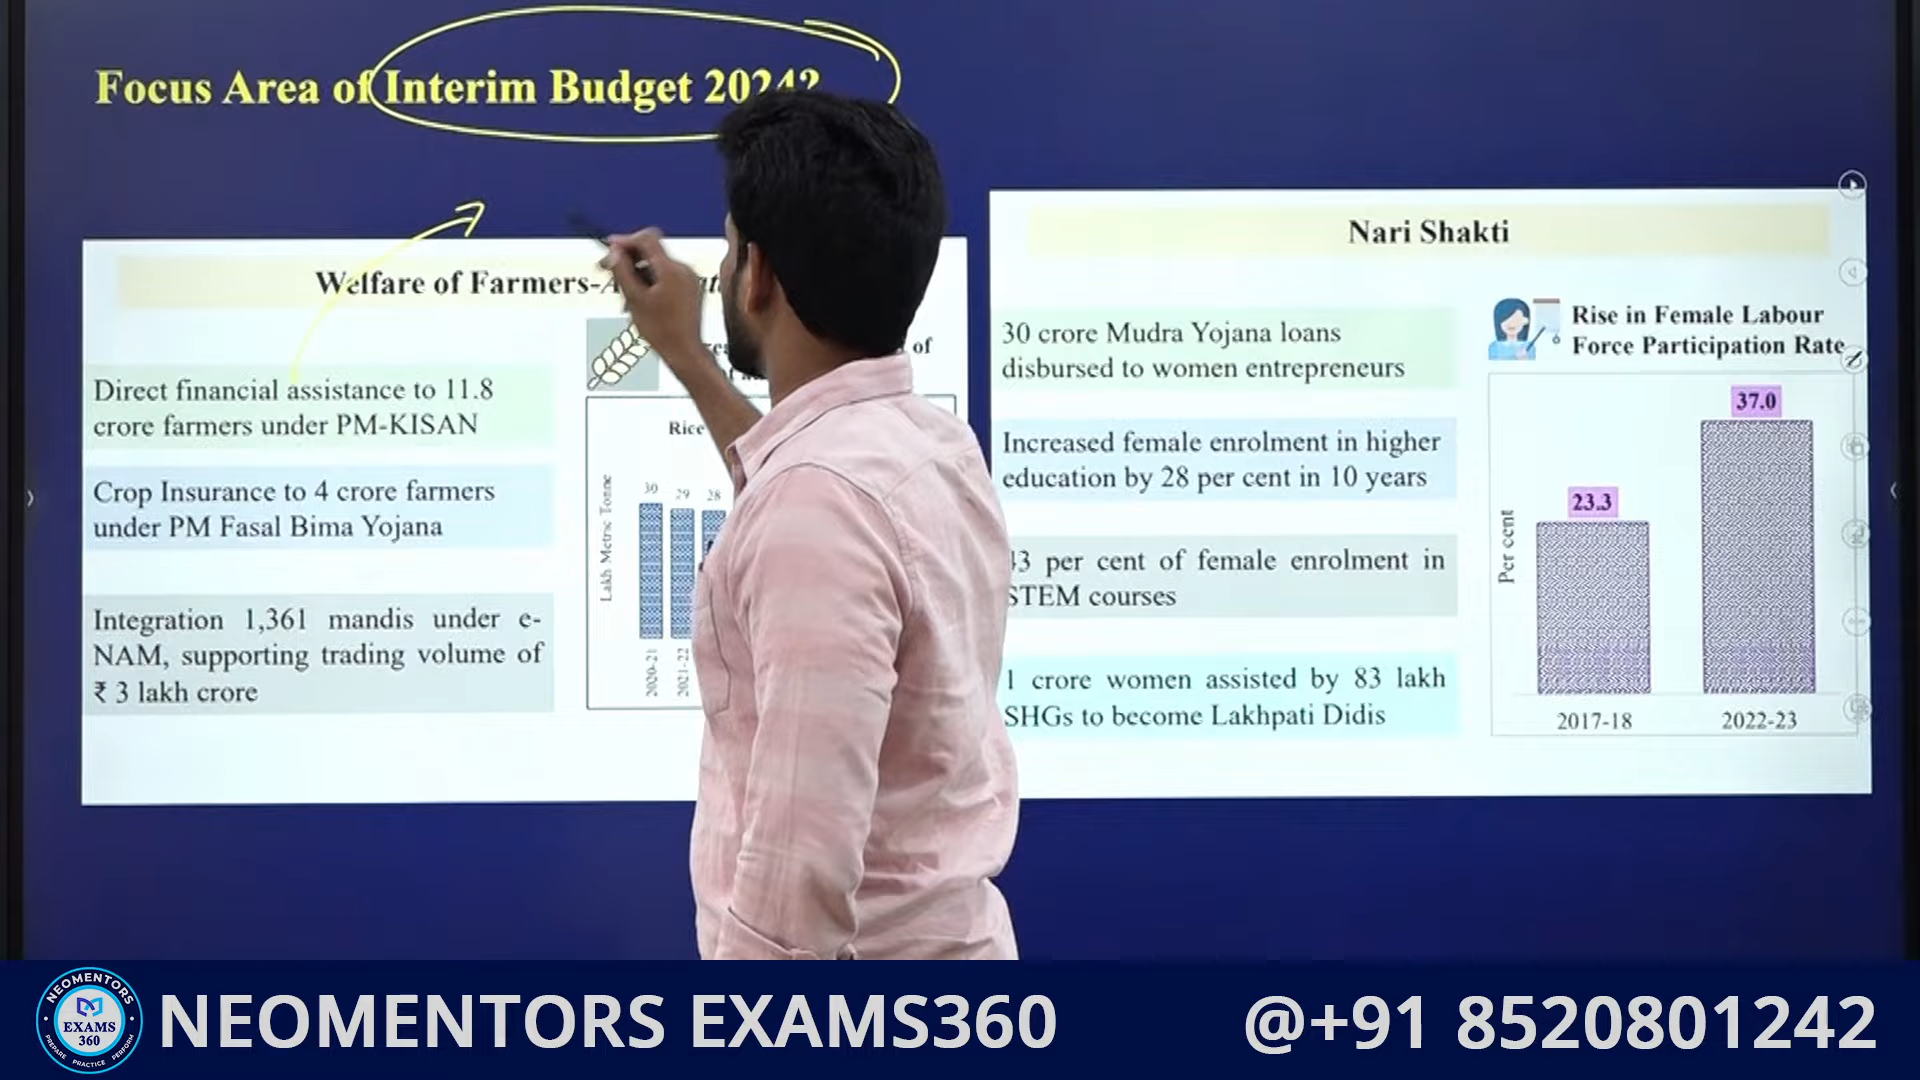 Focus Area of Interim Budget 2024?
Welfare of Farmers-
Direct financial assistance to 11.8
crore farmers under PM-KISAN
Crop Insurance to 4 crore farmers
under PM Fasal Bima Yojana
Integration 1,361 mandis under e-
NAM, supporting trading volume of
₹ 3 lakh crore
of
Rice
Lakh Metric Tonne
30 29 28
2020-21
2021-22
Nari Shakti
30 crore Mudra Yojana loans
disbursed to women entrepreneurs
Increased female enrolment in higher
education by 28 per cent in 10 years
per cent of female enrolment in
STEM courses
1 crore women assisted by 83 lakh
SHGs to become Lakhpati Didis
Rise in Female Labour
Force Participation Rate
Per cent
37.0
23.3
2017-18 2022-23
NEOMENTORS
EXAMS
360
PREPARE PRACTICE PERFORM
NEOMENTORS EXAMS360 @+91 8520801242